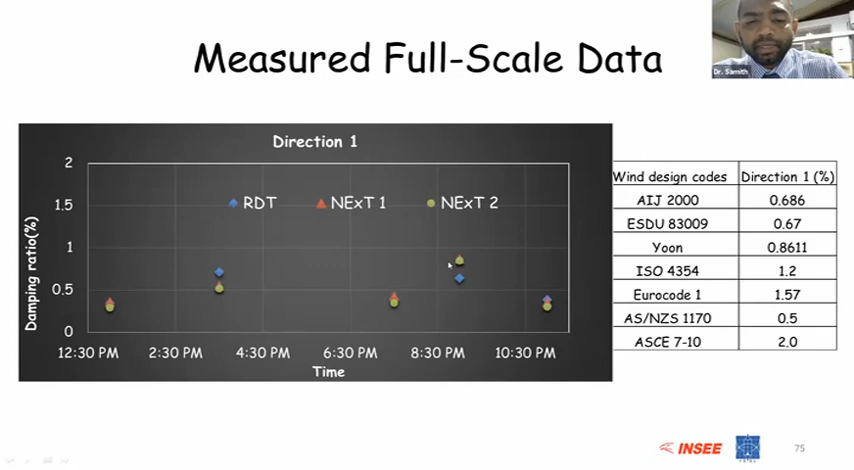 Measured Full-Scale Data
Dr. Samith
Direction 1
RDT NExT 1 NExT 2
Damping ratio(%)
2
1.5
1
0.5
0
12:30 PM 2:30 PM 4:30 PM 6:30 PM 8:30 PM 10:30 PM
Time
Wind design codes Direction 1 (%)
AIJ 2000 0.686
ESDU 83009 0.67
Yoon 0.8611
ISO 4354 1.2
Eurocode 1 1.57
AS/NZS 1170 0.5
ASCE 7-10 2.0
INSEE
75